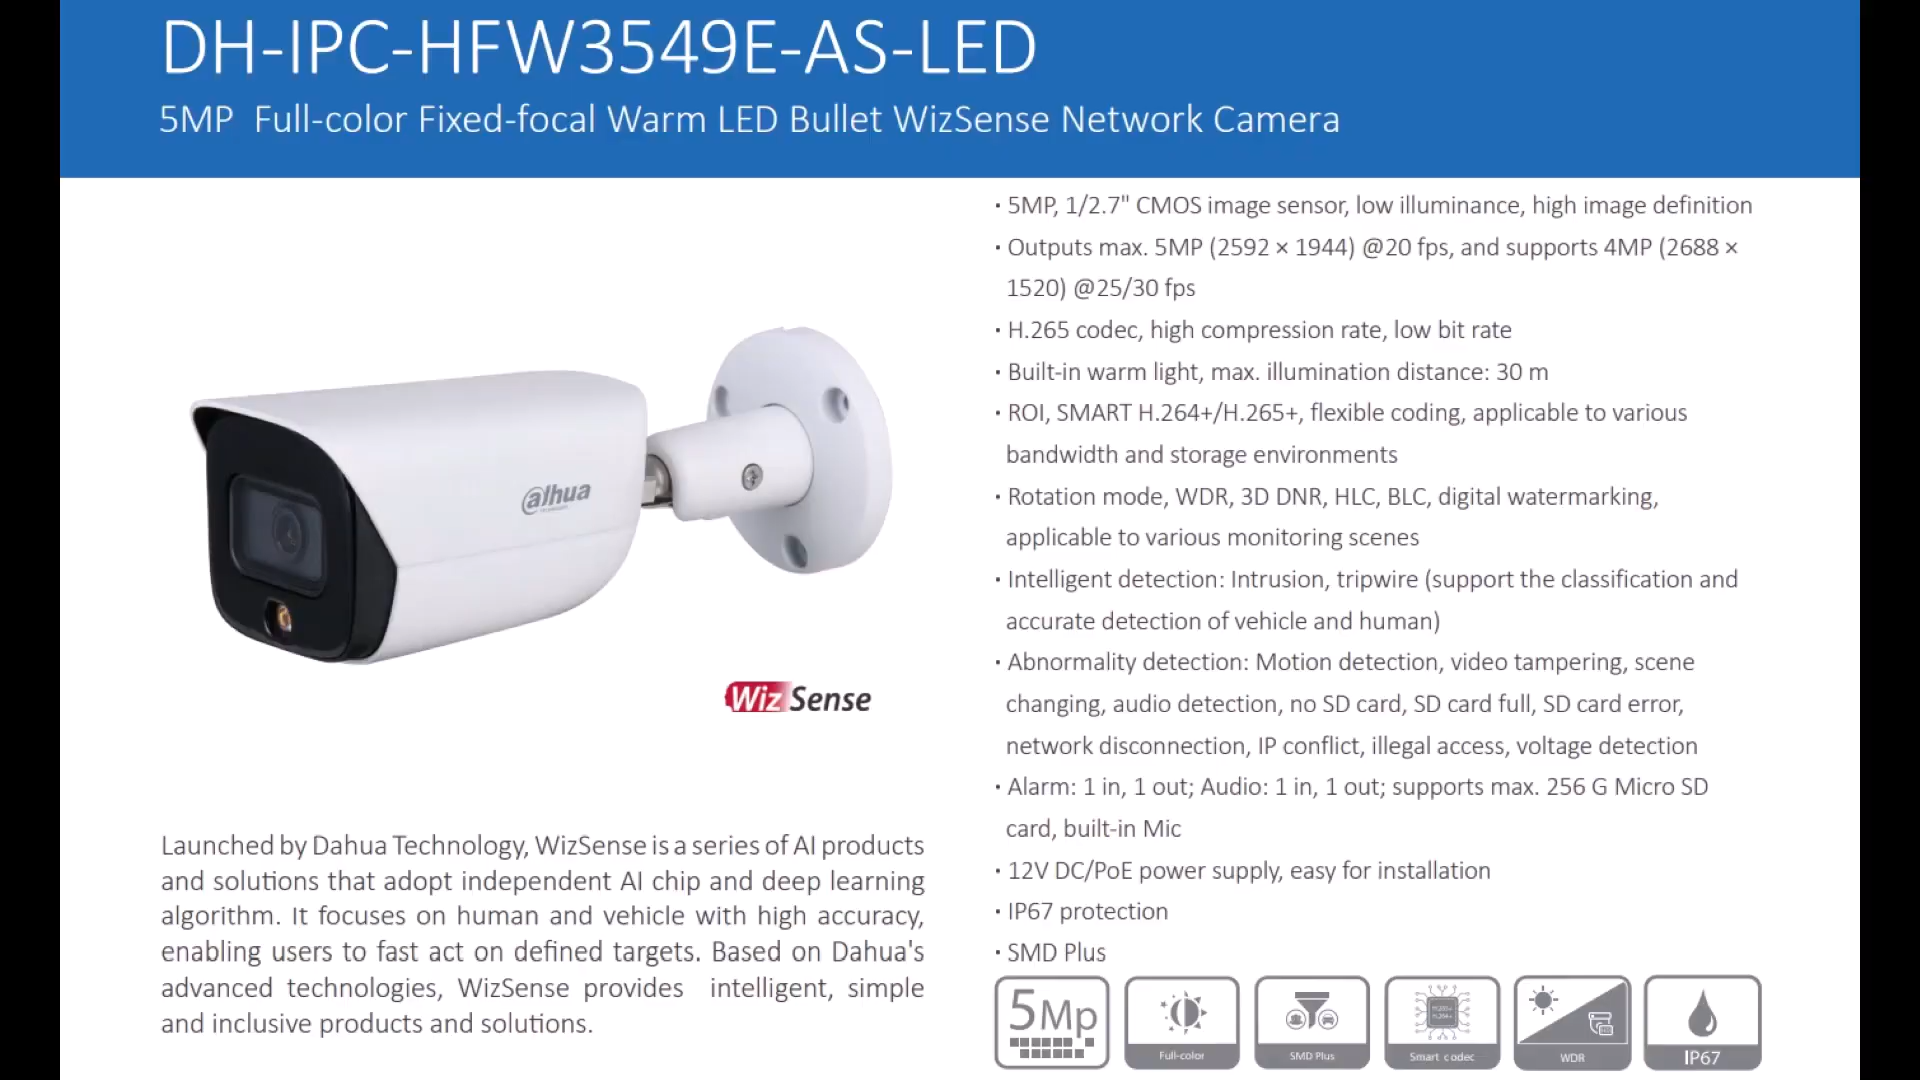 DH-IPC-HFW3549E-AS-LED
5MP Full-color Fixed-focal Warm LED Bullet WizSense Network Camera
alhua
TECHNOLOGY
Wiz Sense
Launched by Dahua Technology, WizSense is a series of AI products
and solutions that adopt independent AI chip and deep learning
algorithm. It focuses on human and vehicle with high accuracy,
enabling users to fast act on defined targets. Based on Dahua's
advanced technologies, WizSense provides intelligent, simple
and inclusive products and solutions.
· 5MP, 1/2.7" CMOS image sensor, low illuminance, high image definition
· Outputs max. 5MP (2592 × 1944) @20 fps, and supports 4MP (2688 ×
1520) @25/30 fps
· H.265 codec, high compression rate, low bit rate
· Built-in warm light, max. illumination distance: 30 m
· ROI, SMART H.264+/H.265+, flexible coding, applicable to various
bandwidth and storage environments
· Rotation mode, WDR, 3D DNR, HLC, BLC, digital watermarking,
applicable to various monitoring scenes
· Intelligent detection: Intrusion, tripwire (support the classification and
accurate detection of vehicle and human)
· Abnormality detection: Motion detection, video tampering, scene
changing, audio detection, no SD card, SD card full, SD card error,
network disconnection, IP conflict, illegal access, voltage detection
· Alarm: 1 in, 1 out; Audio: 1 in, 1 out; supports max. 256 G Micro SD
card, built-in Mic
· 12V DC/PoE power supply, easy for installation
· IP67 protection
· SMD Plus
5Mp
Full-color
SMD Plus
H.265+
H.264+
Smart codec
WDR
IP67